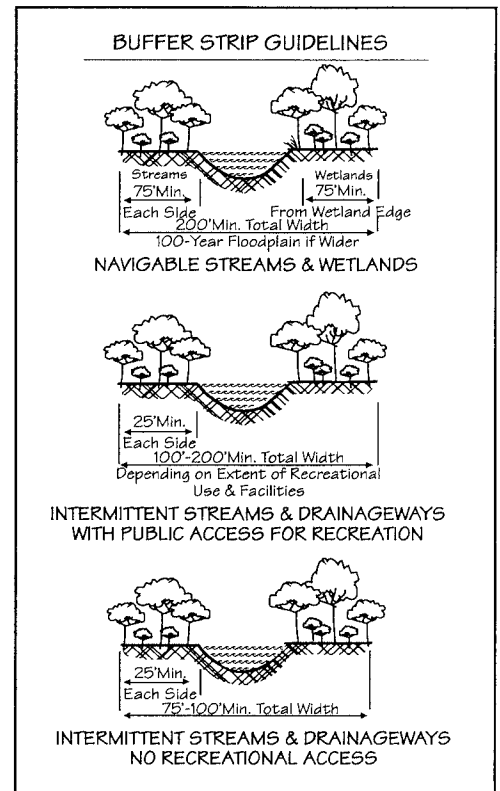 BUFFER STRIP GUIDELINES
Streams
75'Min.
Each Side
Wetlands
75'Min.
From Wetland Edge
200'Min. Total Width
100-Year Floodplain if Wider
NAVIGABLE STREAMS & WETLANDS
25'Min.
Each Side
100'-200'Min. Total Width
Depending on Extent of Recreational
Use & Facilities
INTERMITTENT STREAMS & DRAINAGEWAYS
WITH PUBLIC ACCESS FOR RECREATION
25'Min.
Each Side
75'-100'Min. Total Width
INTERMITTENT STREAMS & DRAINAGEWAYS
NO RECREATIONAL ACCESS